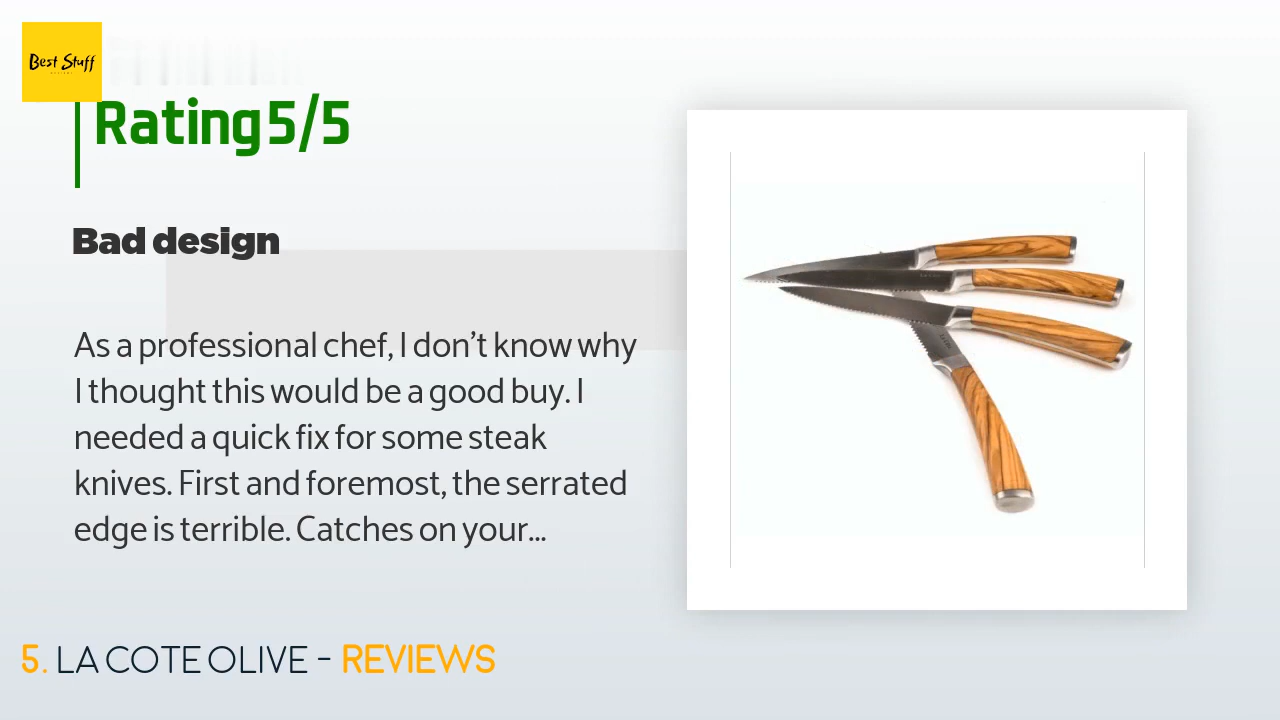 Best Stuff
Rating 5/5
Bad design
As a professional chef, I don't know why
I thought this would be a good buy. I
needed a quick fix for some steak
knives. First and foremost, the serrated
edge is terrible. Catches on your...
5. LA COTE OLIVE - REVIEWS